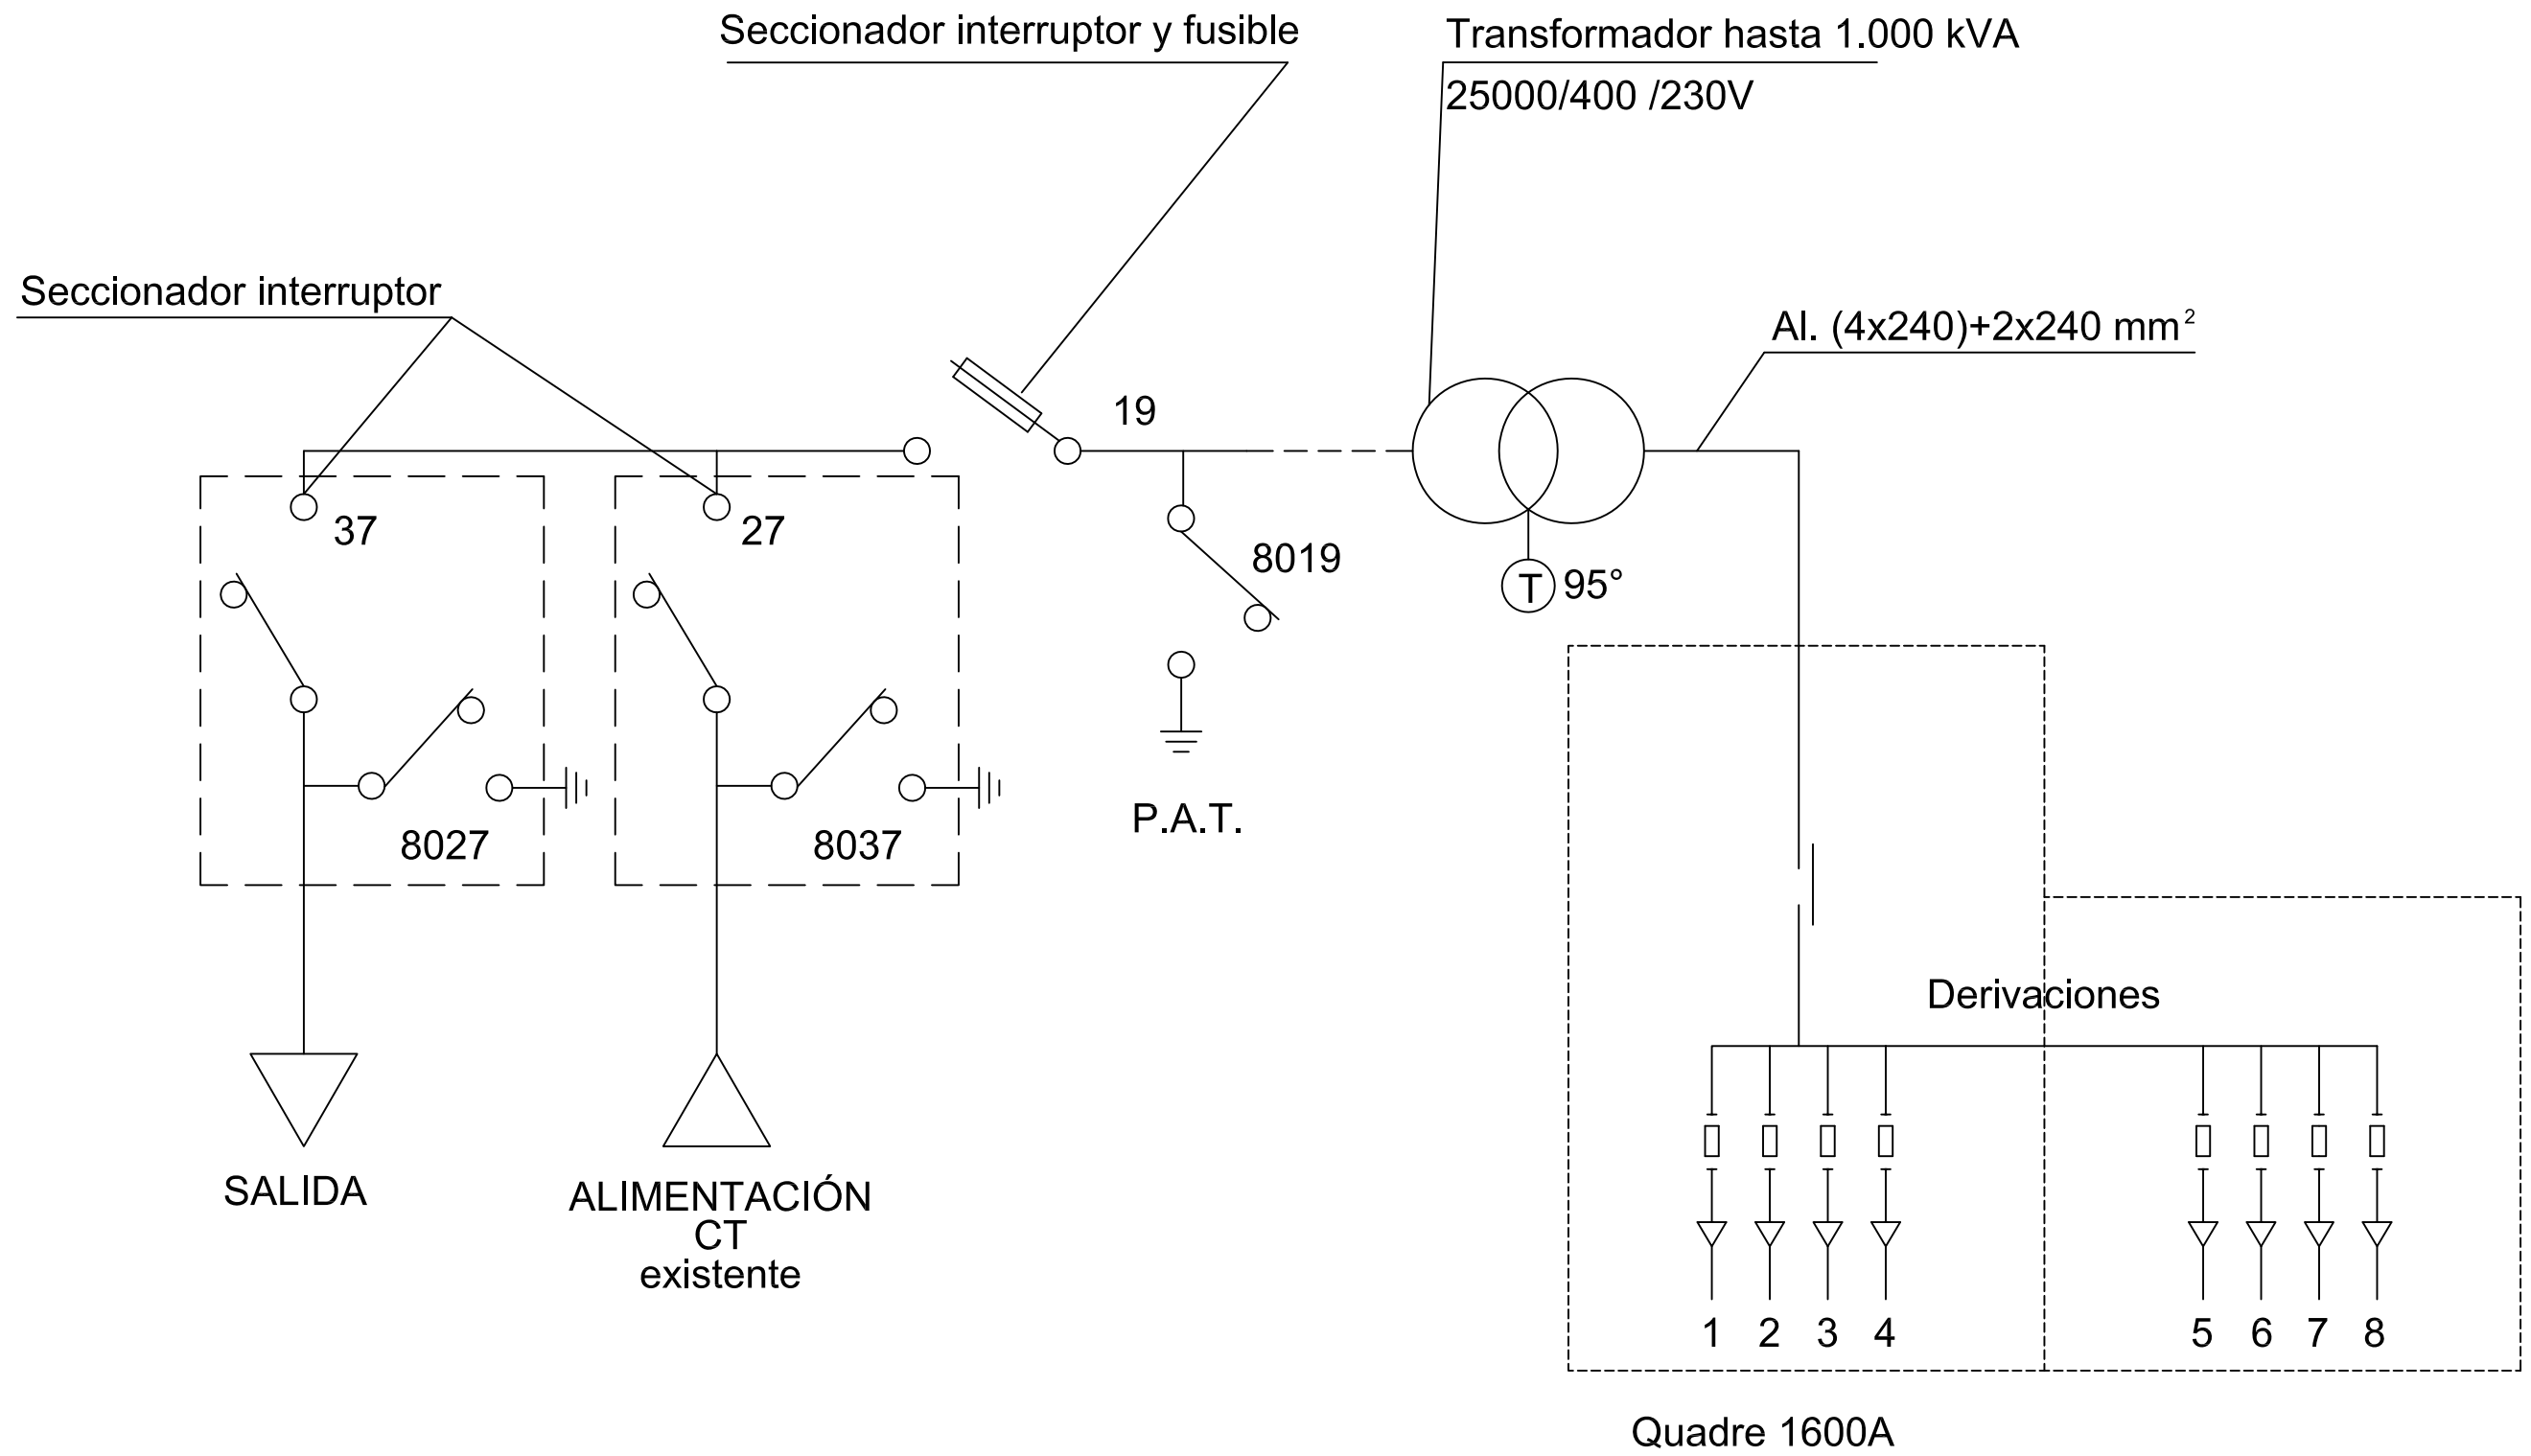 Seccionador interruptor y fusible
Transformador hasta 1.000 kVA
25000/400 /230V
Seccionador interruptor
Al. (4x240)+2x240 mm²
19
37
27
8019
T 95°
8027
8037
P.A.T.
Derivaciones
SALIDA
ALIMENTACIÓN
CT
existente
1 2 3 4 5 6 7 8
Quadre 1600A